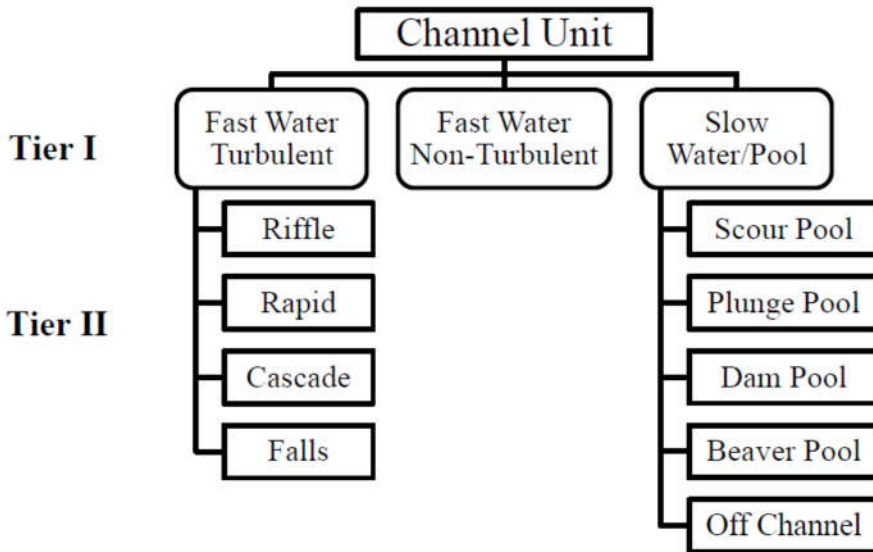 Channel Unit
Tier I
Fast Water
Turbulent
Fast Water
Non-Turbulent
Slow
Water/Pool
Tier II
Riffle
Rapid
Cascade
Falls
Scour Pool
Plunge Pool
Dam Pool
Beaver Pool
Off Channel